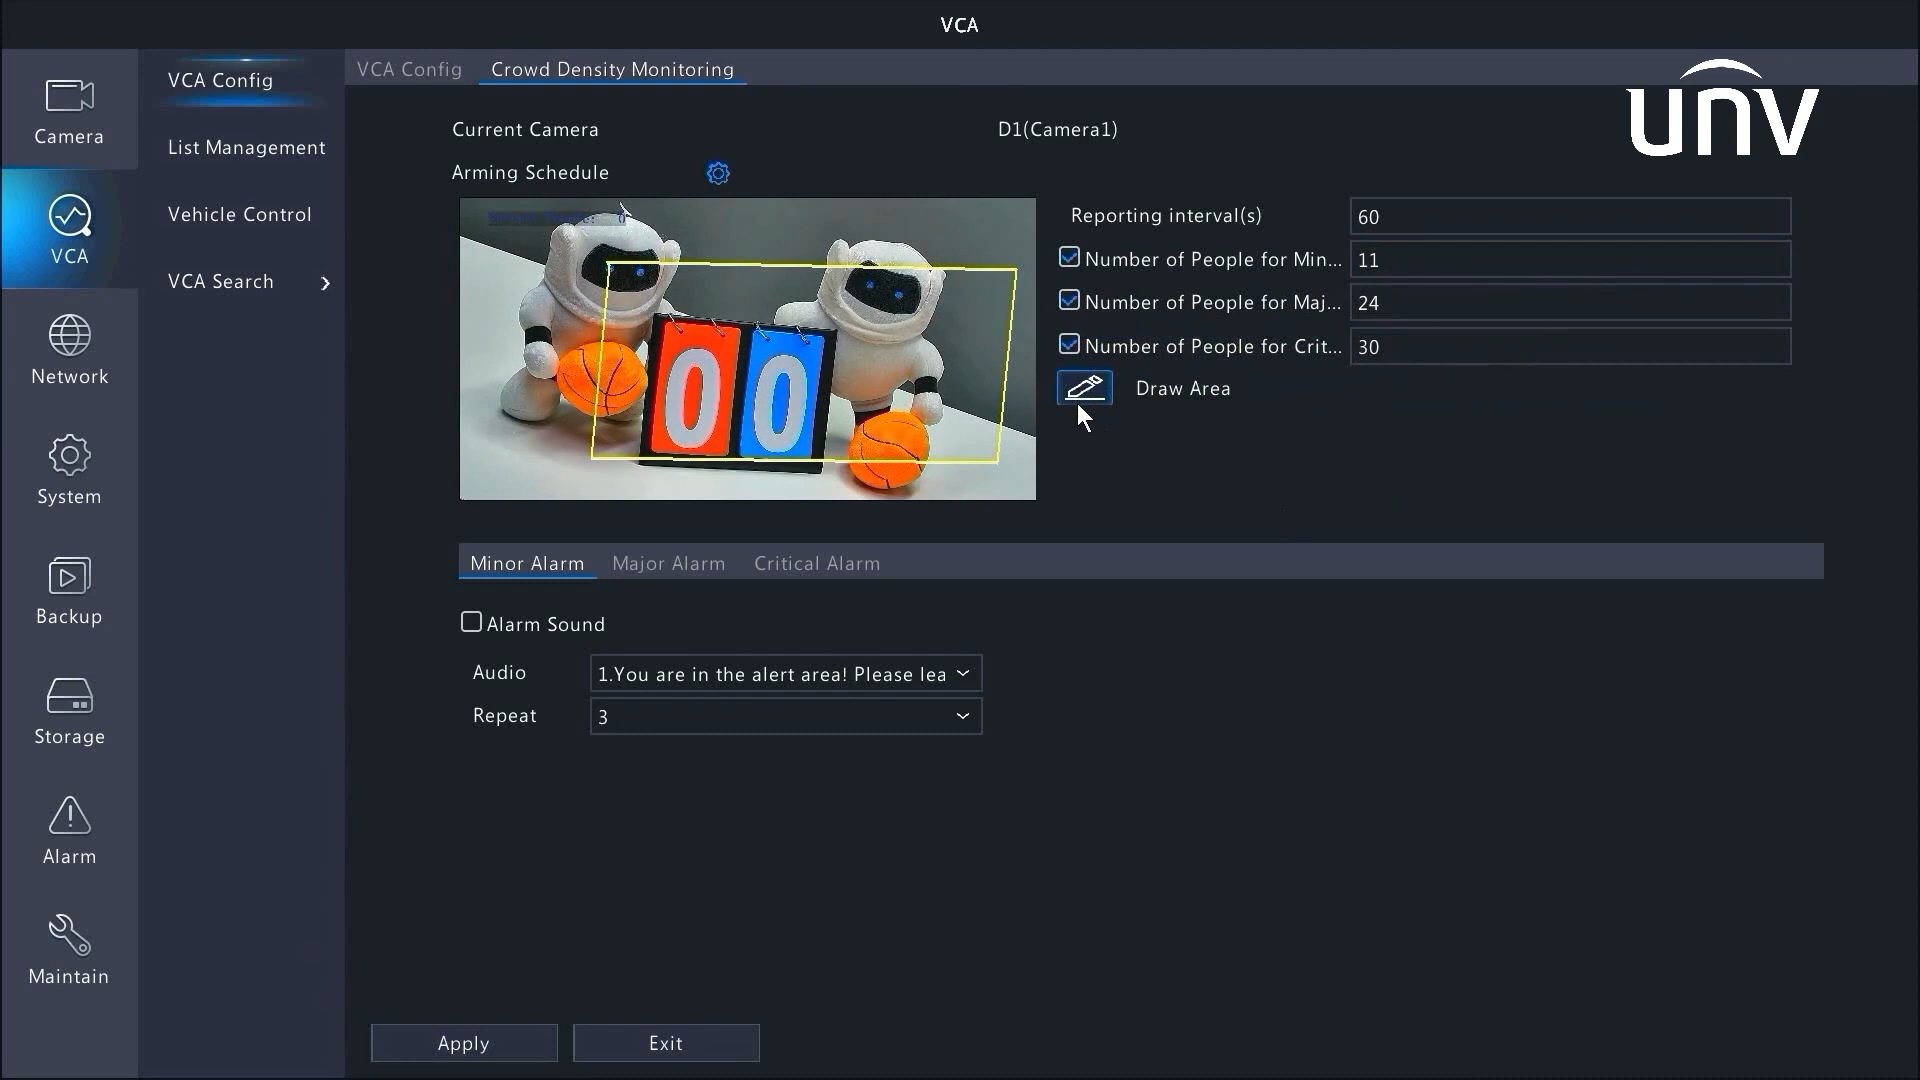 VCA
unv
Camera
VCA
Network
System
Backup
Storage
Alarm
Maintain
VCA Config
List Management
Vehicle Control
VCA Search
VCA Config
Crowd Density Monitoring
Current Camera
D1(Camera1)
Arming Schedule
0
00
Reporting interval(s)
60
Number of People for Min...
11
Number of People for Maj...
24
Number of People for Crit...
30
Draw Area
Minor Alarm
Major Alarm
Critical Alarm
Alarm Sound
Audio
1.You are in the alert area! Please lea
Repeat
3
Apply
Exit